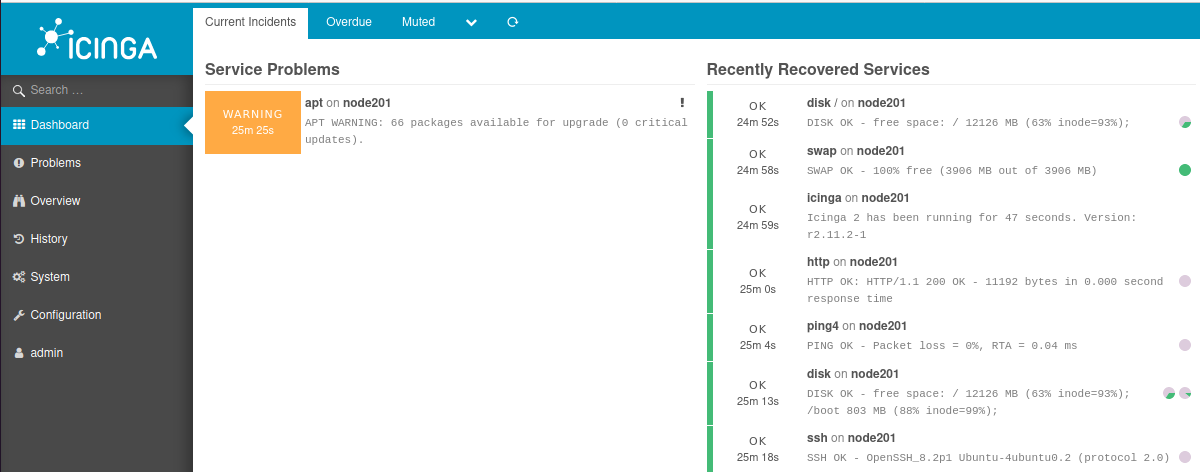 Current Incidents Overdue Muted
ICINGA
Search …
Dashboard
Problems
Overview
History
System
Configuration
admin
Service Problems
WARNING
25m 25s
apt on node201 !
APT WARNING: 66 packages available for upgrade (0 critical
updates).
Recently Recovered Services
OK
24m 52s
disk / on node201
DISK OK - free space: / 12126 MB (63% inode=93%);
OK
24m 58s
swap on node201
SWAP OK - 100% free (3906 MB out of 3906 MB)
OK
24m 59s
icinga on node201
Icinga 2 has been running for 47 seconds. Version:
r2.11.2-1
OK
25m 0s
http on node201
HTTP OK: HTTP/1.1 200 OK - 11192 bytes in 0.000 second
response time
OK
25m 4s
ping4 on node201
PING OK - Packet loss = 0%, RTA = 0.04 ms
OK
25m 13s
disk on node201
DISK OK - free space: / 12126 MB (63% inode=93%);
/boot 803 MB (88% inode=99%);
OK
25m 18s
ssh on node201
SSH OK - OpenSSH_8.2p1 Ubuntu-4ubuntu0.2 (protocol 2.0)